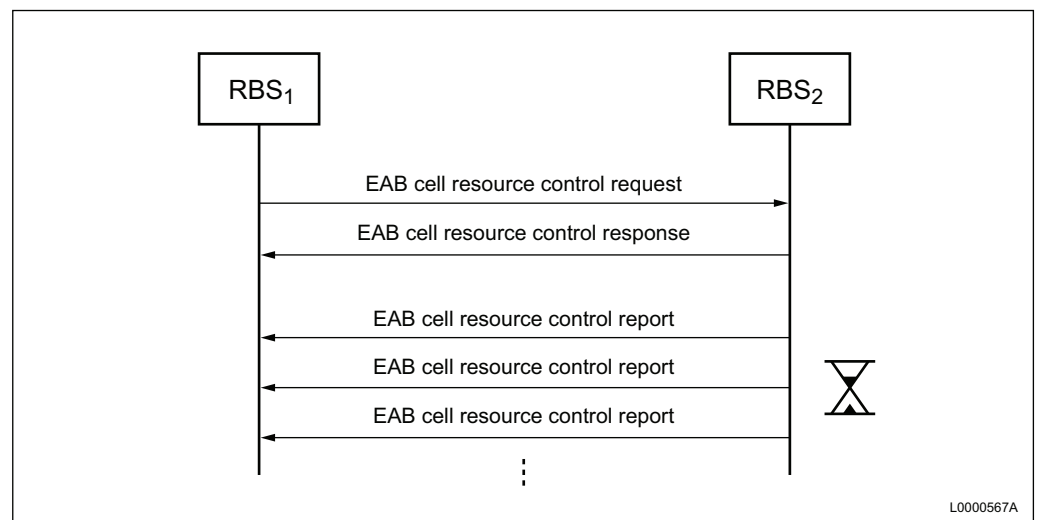 RBS1 RBS2
EAB cell resource control request
EAB cell resource control response
EAB cell resource control report
EAB cell resource control report
EAB cell resource control report
L0000567A